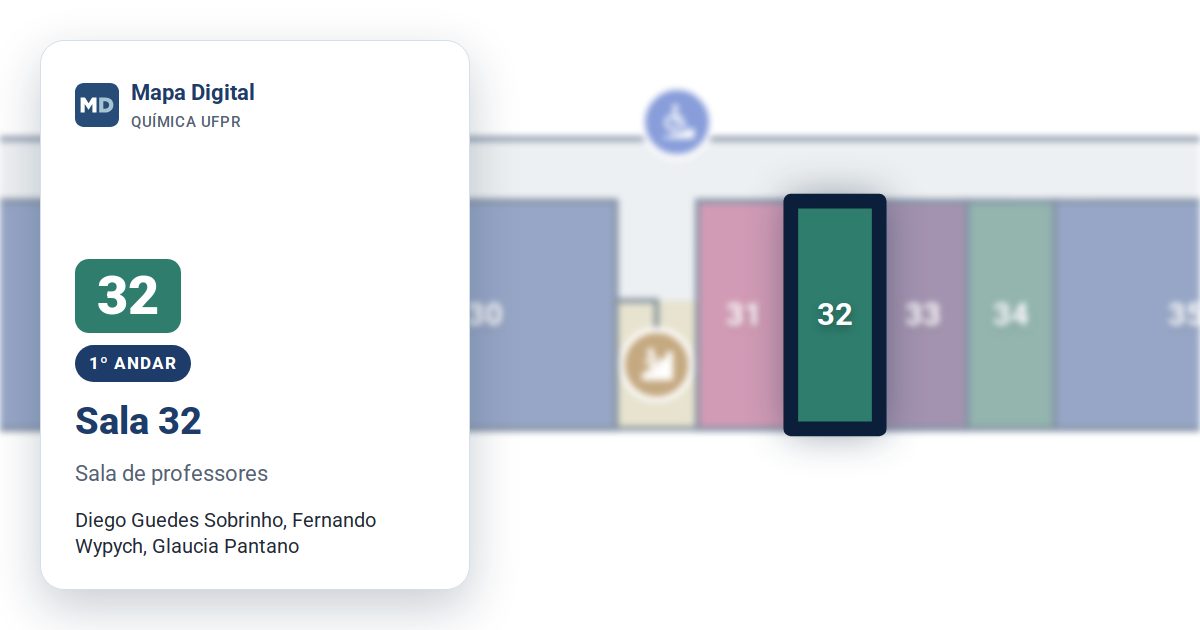 MD
Mapa Digital
QUÍMICA UFPR
32
1º ANDAR
Sala 32
Sala de professores
Diego Guedes Sobrinho, Fernando
Wypych, Glaucia Pantano
30
31
32
33
34
35